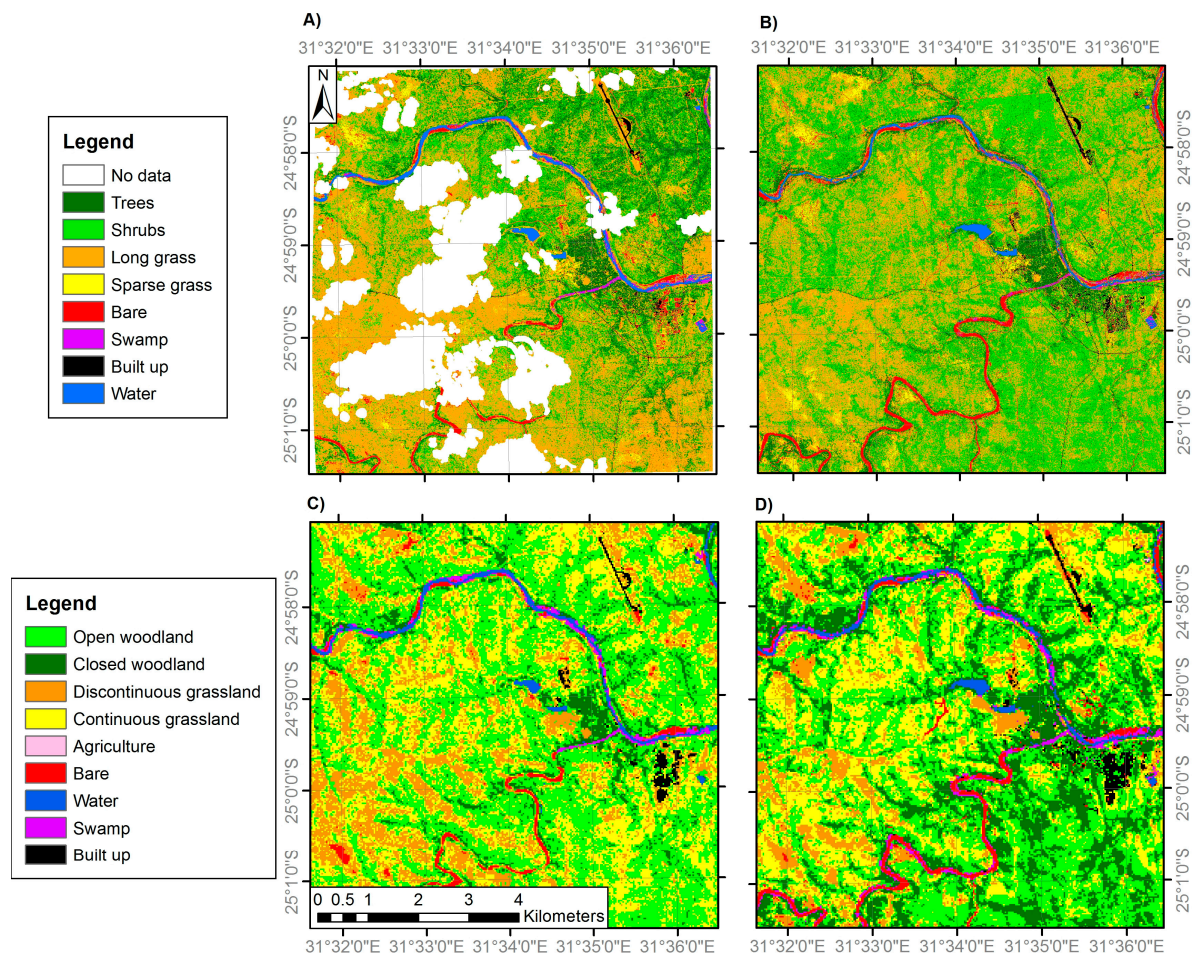 A)
31°32'0"E 31°33'0"E 31°34'0"E 31°35'0"E 31°36'0"E
B)
31°32'0"E 31°33'0"E 31°34'0"E 31°35'0"E 31°36'0"E
N
Legend
No data
Trees
Shrubs
Long grass
Sparse grass
Bare
Swamp
Built up
Water
24°58'0"S
24°59'0"S
25°0'0"S
25°1'0"S
24°58'0"S
24°59'0"S
25°0'0"S
25°1'0"S
C)
D)
Legend
Open woodland
Closed woodland
Discontinuous grassland
Continuous grassland
Agriculture
Bare
Water
Swamp
Built up
24°58'0"S
24°59'0"S
25°0'0"S
25°1'0"S
24°58'0"S
24°59'0"S
25°0'0"S
25°1'0"S
0 0.5 1 2 3 4
Kilometers
31°32'0"E 31°33'0"E 31°34'0"E 31°35'0"E 31°36'0"E
31°32'0"E 31°33'0"E 31°34'0"E 31°35'0"E 31°36'0"E